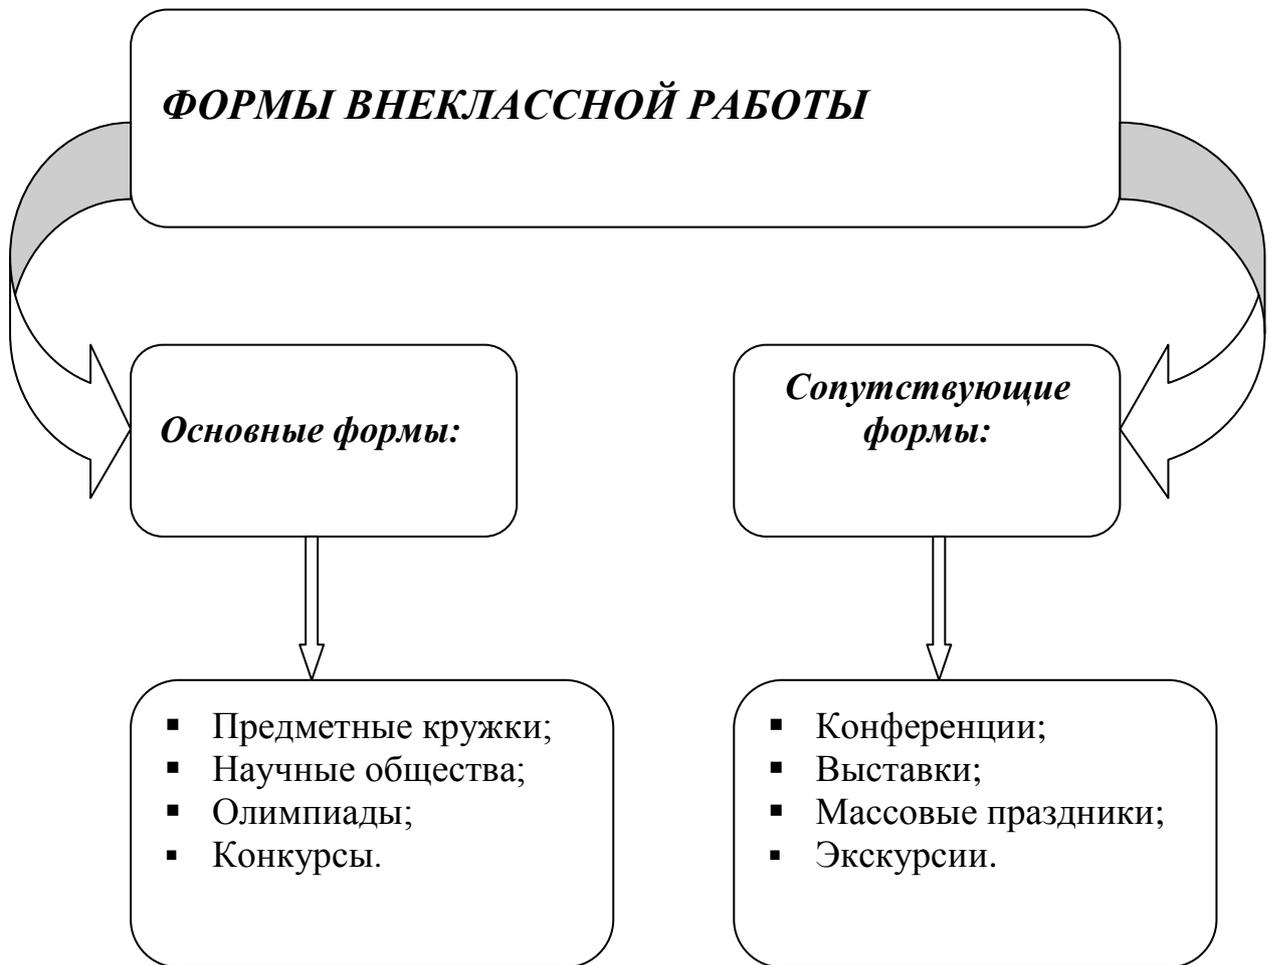 ФОРМЫ ВНЕКЛАССНОЙ РАБОТЫ
Основные формы:
Сопутствующие
формы:
▪ Предметные кружки;
▪ Научные общества;
▪ Олимпиады;
▪ Конкурсы.
▪ Конференции;
▪ Выставки;
▪ Массовые праздники;
▪ Экскурсии.